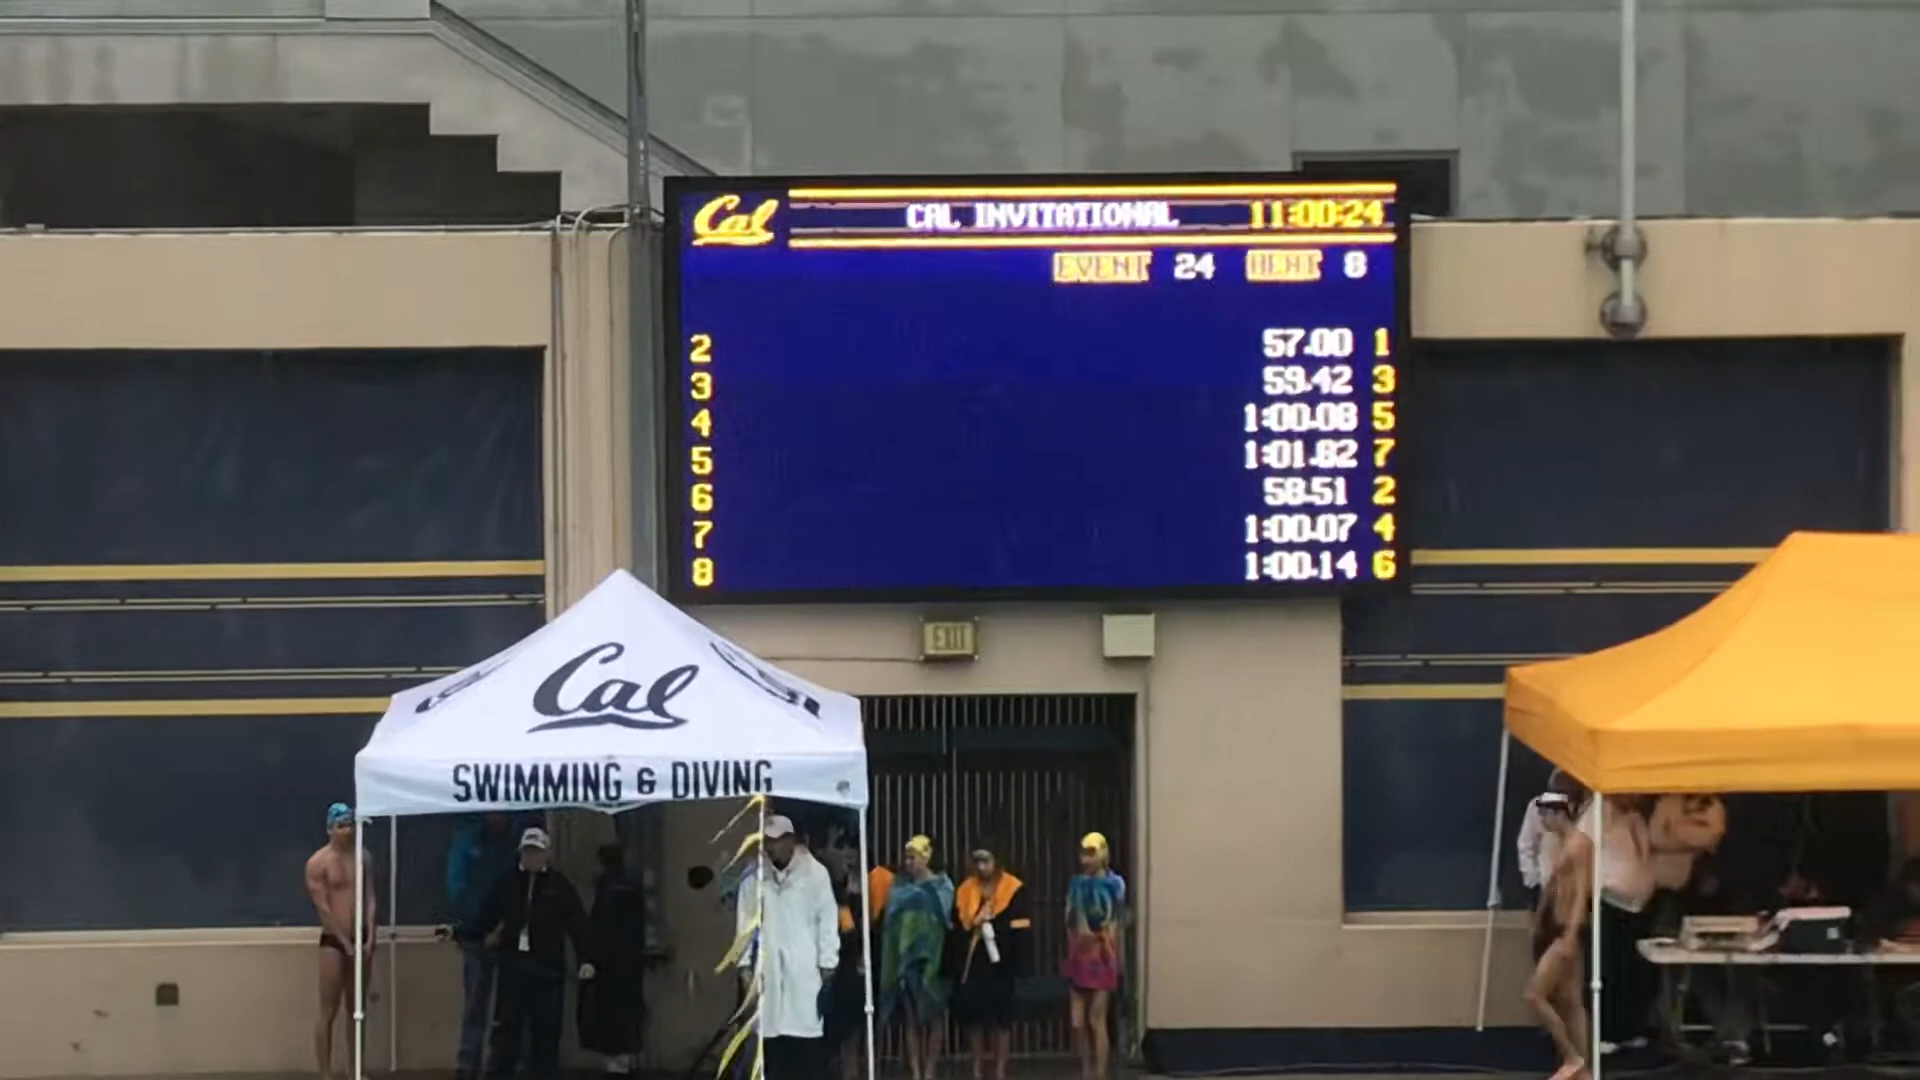 Cal CAL INVITATIONAL 11:00:24
EVENT 24 HEAT 8
2 57.00 1
3 59.42 3
4 1:00.08 5
5 1:01.82 7
6 58.51 2
7 1:00.07 4
8 1:00.14 6
EXIT
Cal
SWIMMING & DIVING